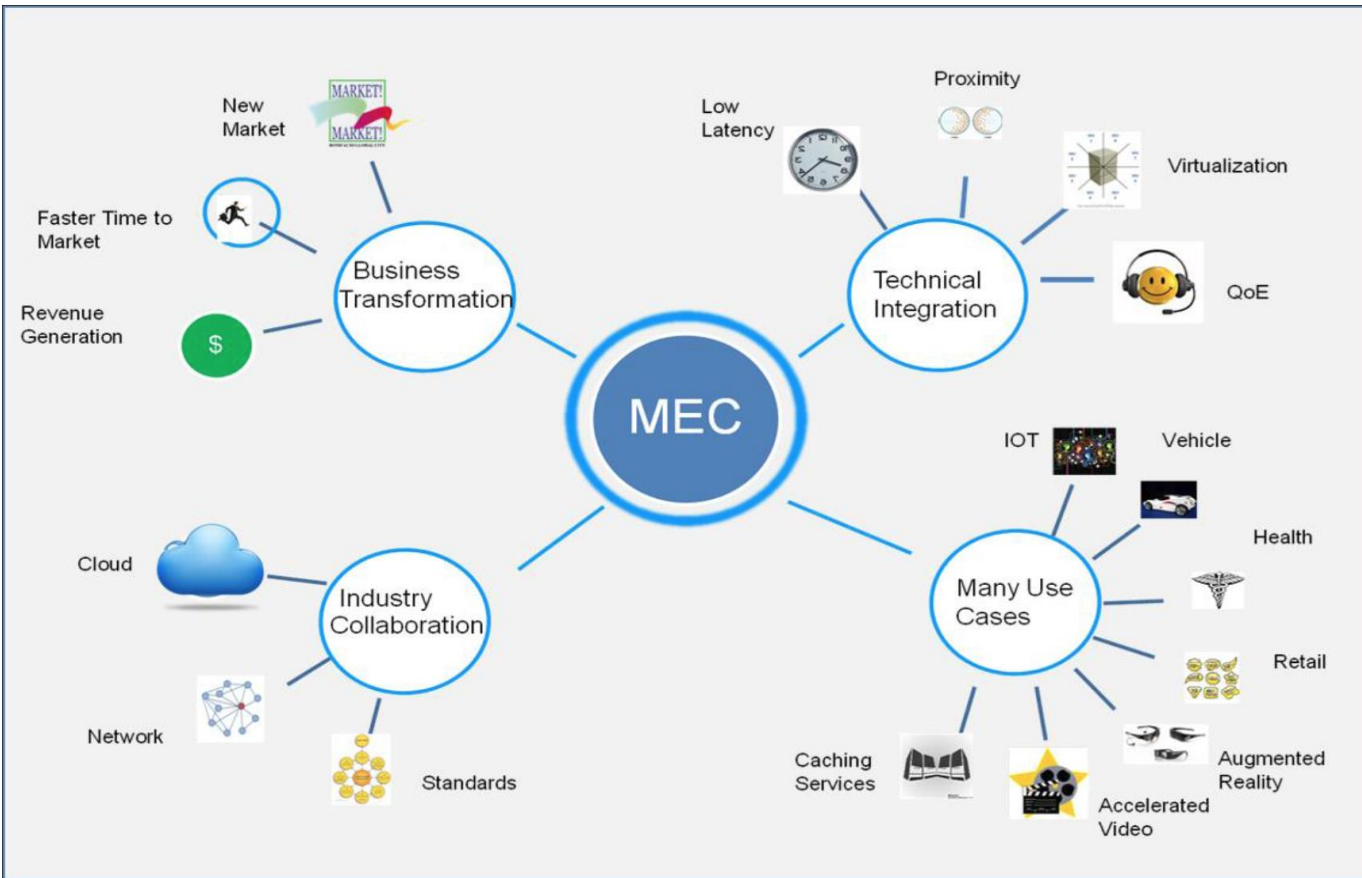 New
Market
MARKET!
MARKET!
Faster Time to
Market
Revenue
Generation
$
Business
Transformation
Low
Latency
Proximity
Virtualization
QoE
Technical
Integration
MEC
Cloud
Network
Standards
Industry
Collaboration
IOT
Vehicle
Health
Retail
Augmented
Reality
Accelerated
Video
Caching
Services
Many Use
Cases